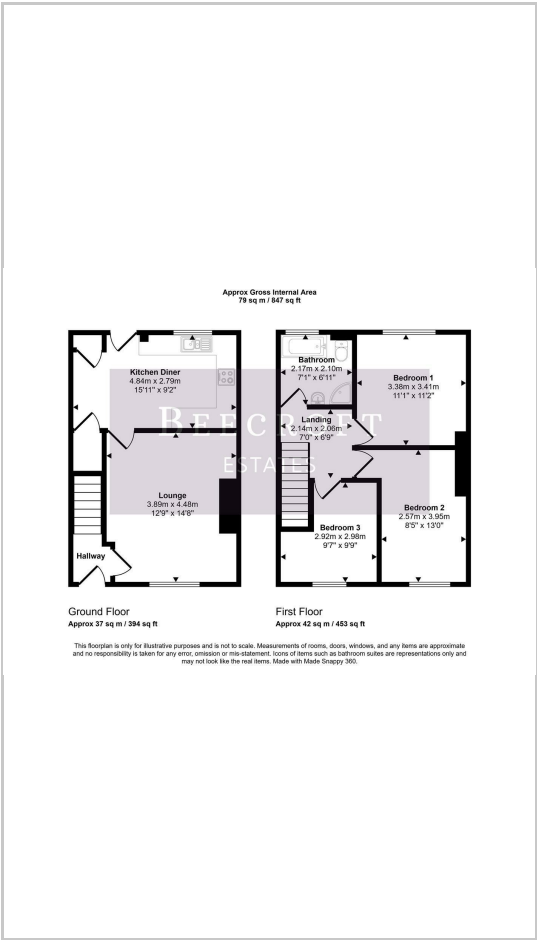 Approx Gross Internal Area
79 sq m / 847 sq ft
Kitchen Diner
4.84m x 2.79m
15'11" x 9'2"
Lounge
3.89m x 4.48m
12'9" x 14'8"
Hallway
Bathroom
2.17m x 2.10m
7'1" x 6'11"
Bedroom 1
3.38m x 3.41m
11'1" x 11'2"
Landing
2.14m x 2.06m
7'0" x 6'9"
Bedroom 2
2.57m x 3.95m
8'5" x 13'0"
Bedroom 3
2.92m x 2.98m
9'7" x 9'9"
BEECROFT
ESTATES
Ground Floor
Approx 37 sq m / 394 sq ft
First Floor
Approx 42 sq m / 453 sq ft
This floorplan is only for illustrative purposes and is not to scale. Measurements of rooms, doors, windows, and any items are approximate
and no responsibility is taken for any error, omission or mis-statement. Icons of items such as bathroom suites are representations only and
may not look like the real items. Made with Made Snappy 360.